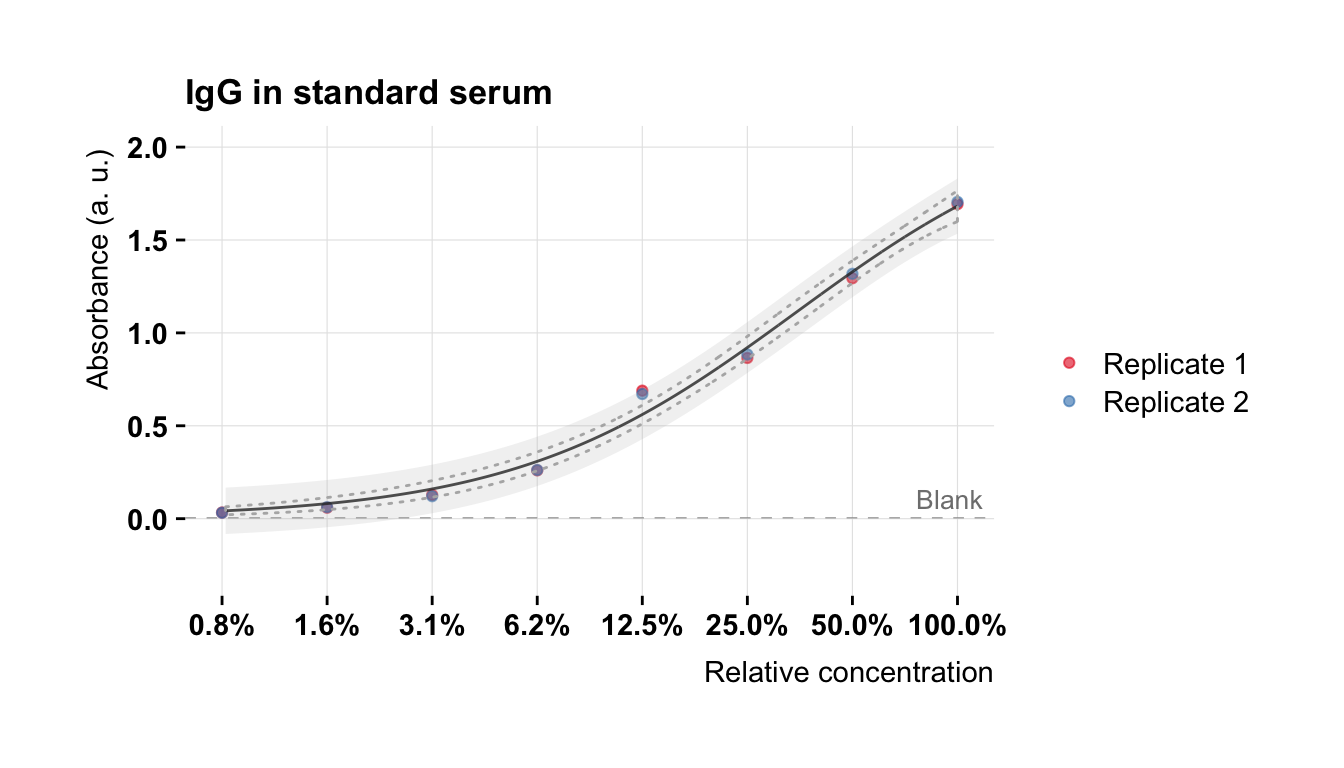 IgG in standard serum
Absorbance (a. u.)
2.0
1.5
1.0
0.5
0.0
Blank
0.8% 1.6% 3.1% 6.2% 12.5% 25.0% 50.0% 100.0%
Relative concentration
Replicate 1
Replicate 2